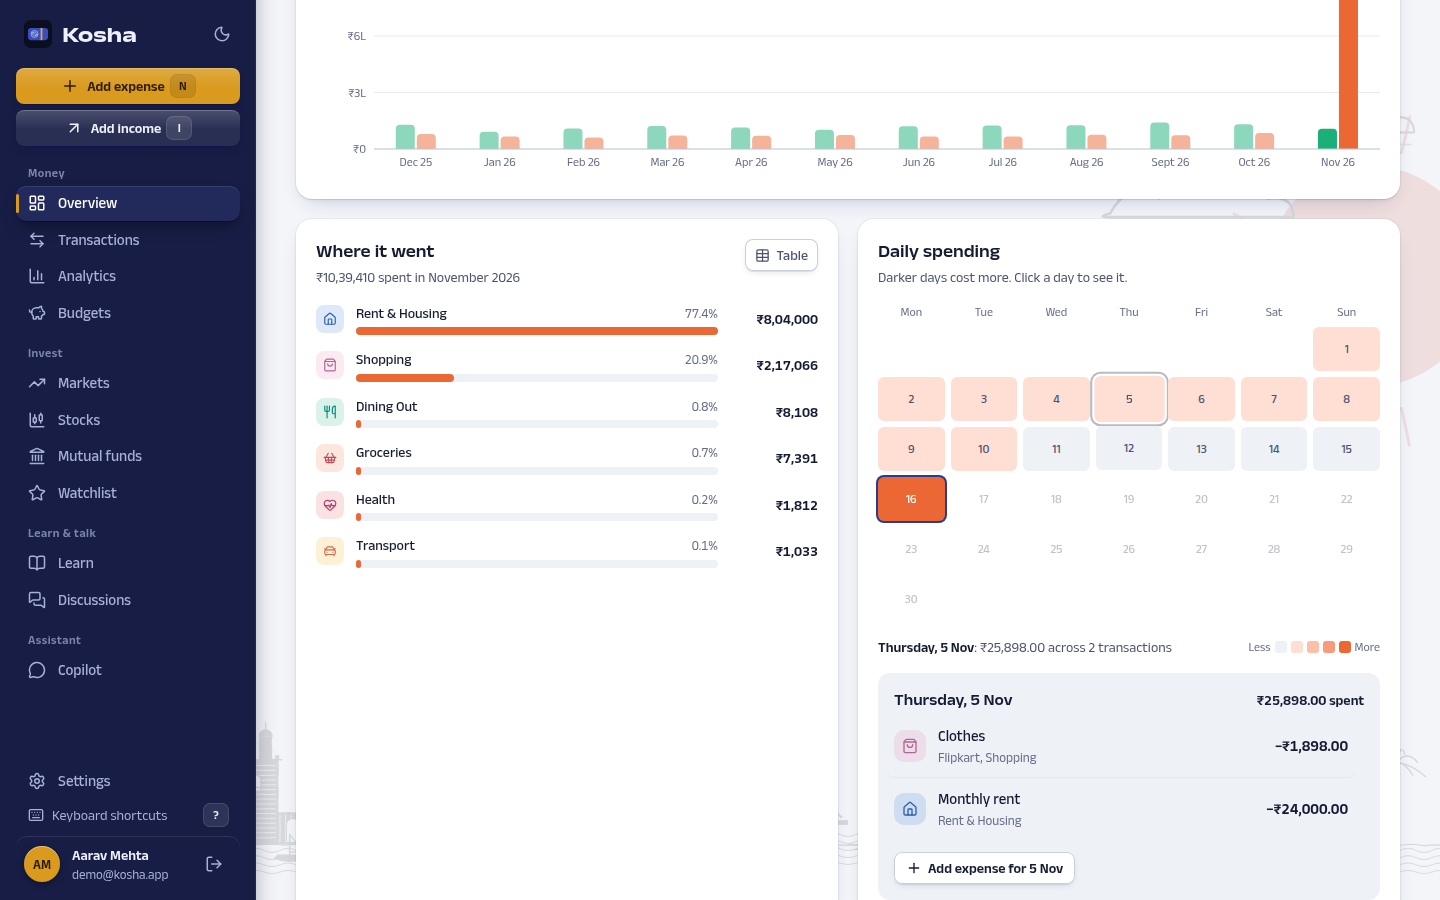 Kosha
Add expense N
Add income I
Money
Overview
Transactions
Analytics
Budgets
Invest
Markets
Stocks
Mutual funds
Watchlist
Learn & talk
Learn
Discussions
Assistant
Copilot
Settings
Keyboard shortcuts ?
AM
Aarav Mehta
demo@kosha.app
₹6L
₹3L
₹0
Dec 25 Jan 26 Feb 26 Mar 26 Apr 26 May 26 Jun 26 Jul 26 Aug 26 Sept 26 Oct 26 Nov 26
Where it went
Table
₹10,39,410 spent in November 2026
Rent & Housing 77.4% ₹8,04,000
Shopping 20.9% ₹2,17,066
Dining Out 0.8% ₹8,108
Groceries 0.7% ₹7,391
Health 0.2% ₹1,812
Transport 0.1% ₹1,033
Daily spending
Darker days cost more. Click a day to see it.
Mon Tue Wed Thu Fri Sat Sun
1
2 3 4 5 6 7 8
9 10 11 12 13 14 15
16 17 18 19 20 21 22
23 24 25 26 27 28 29
30
Thursday, 5 Nov: ₹25,898.00 across 2 transactions
Less More
Thursday, 5 Nov ₹25,898.00 spent
Clothes
Flipkart, Shopping
−₹1,898.00
Monthly rent
Rent & Housing
−₹24,000.00
Add expense for 5 Nov